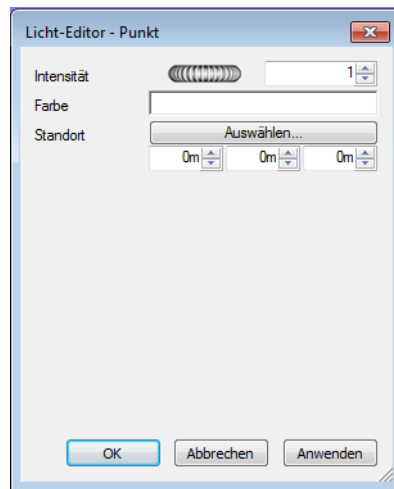 Licht-Editor - Punkt
Intensität 1
Farbe
Standort Auswählen...
0m 0m 0m
OK Abbrechen Anwenden